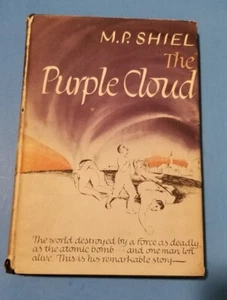 M.P. SHIEL
The
Purple Cloud
The world destroyed by a force as deadly
as the atomic bomb — and one man left
alive. This is his remarkable story —